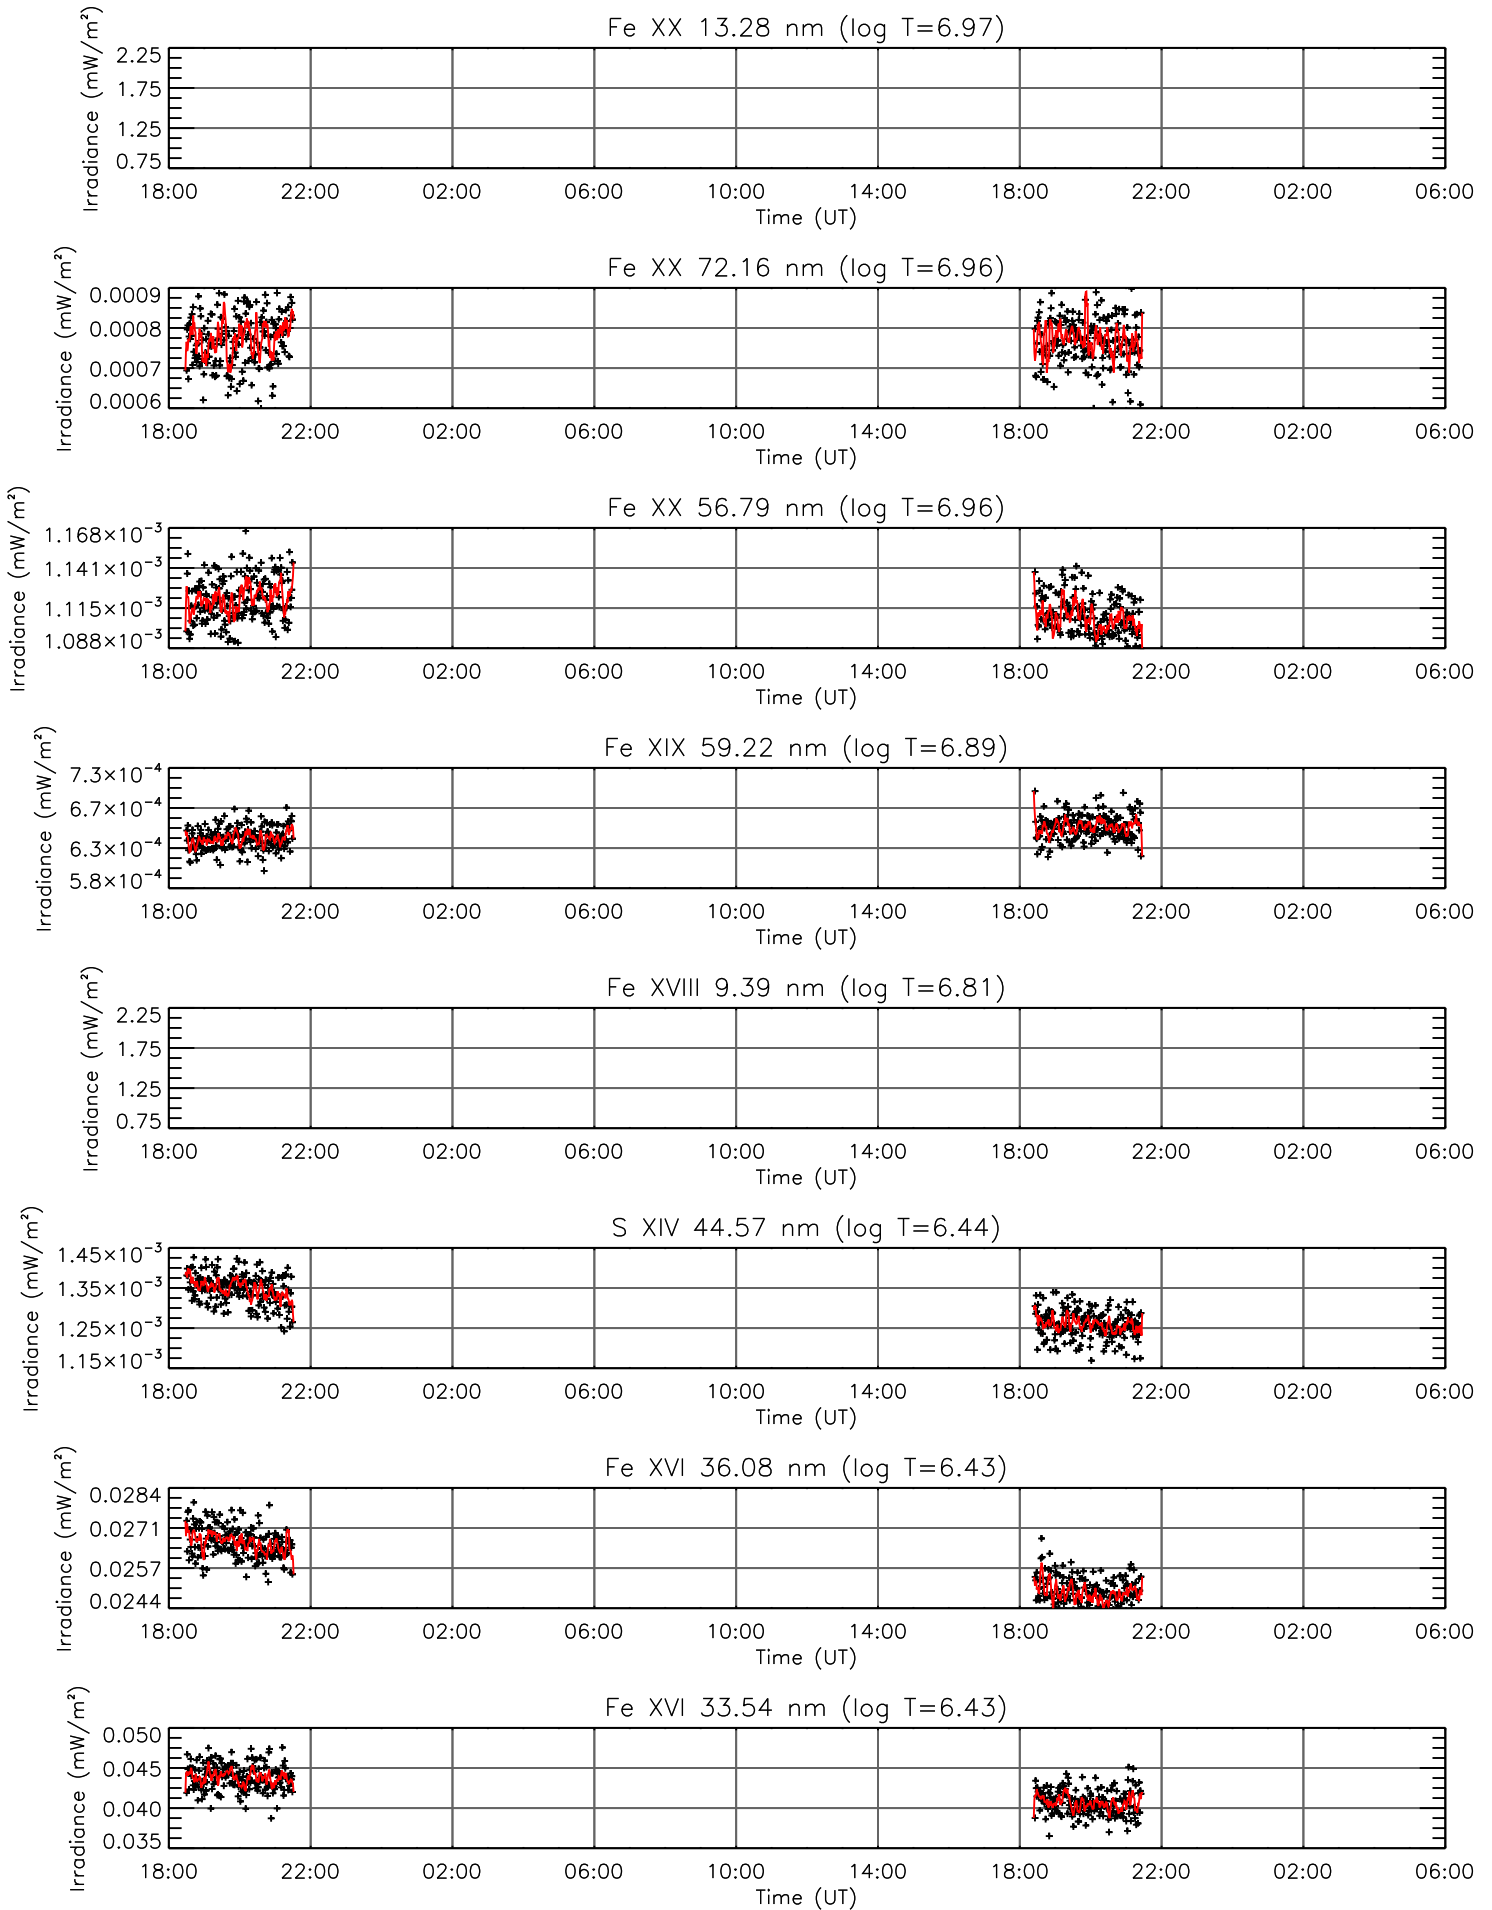 Fe XX 13.28 nm (log T=6.97)
Irradiance (mW/m²)
2.25
1.75
1.25
0.75
18:00 22:00 02:00 06:00 10:00 14:00 18:00 22:00 02:00 06:00
Time (UT)
Fe XX 72.16 nm (log T=6.96)
Irradiance (mW/m²)
0.0009
0.0008
0.0007
0.0006
18:00 22:00 02:00 06:00 10:00 14:00 18:00 22:00 02:00 06:00
Time (UT)
Fe XX 56.79 nm (log T=6.96)
Irradiance (mW/m²)
1.168×10⁻³
1.141×10⁻³
1.115×10⁻³
1.088×10⁻³
18:00 22:00 02:00 06:00 10:00 14:00 18:00 22:00 02:00 06:00
Time (UT)
Fe XIX 59.22 nm (log T=6.89)
Irradiance (mW/m²)
7.3×10⁻⁴
6.7×10⁻⁴
6.3×10⁻⁴
5.8×10⁻⁴
18:00 22:00 02:00 06:00 10:00 14:00 18:00 22:00 02:00 06:00
Time (UT)
Fe XVIII 9.39 nm (log T=6.81)
Irradiance (mW/m²)
2.25
1.75
1.25
0.75
18:00 22:00 02:00 06:00 10:00 14:00 18:00 22:00 02:00 06:00
Time (UT)
S XIV 44.57 nm (log T=6.44)
Irradiance (mW/m²)
1.45×10⁻³
1.35×10⁻³
1.25×10⁻³
1.15×10⁻³
18:00 22:00 02:00 06:00 10:00 14:00 18:00 22:00 02:00 06:00
Time (UT)
Fe XVI 36.08 nm (log T=6.43)
Irradiance (mW/m²)
0.0284
0.0271
0.0257
0.0244
18:00 22:00 02:00 06:00 10:00 14:00 18:00 22:00 02:00 06:00
Time (UT)
Fe XVI 33.54 nm (log T=6.43)
Irradiance (mW/m²)
0.050
0.045
0.040
0.035
18:00 22:00 02:00 06:00 10:00 14:00 18:00 22:00 02:00 06:00
Time (UT)